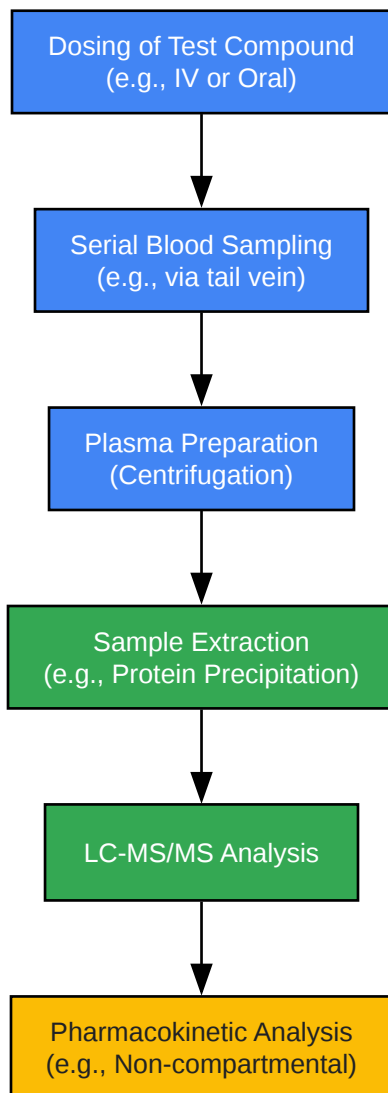 Dosing of Test Compound
(e.g., IV or Oral)
Serial Blood Sampling
(e.g., via tail vein)
Plasma Preparation
(Centrifugation)
Sample Extraction
(e.g., Protein Precipitation)
LC-MS/MS Analysis
Pharmacokinetic Analysis
(e.g., Non-compartmental)